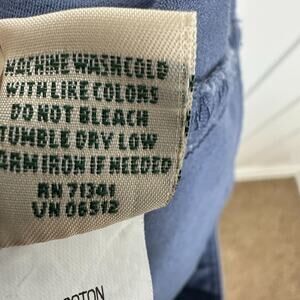 MACHINE WASH COLD
WITH LIKE COLORS
DO NOT BLEACH
TUMBLE DRY LOW
WARM IRON IF NEEDED
RN 71341
VN 06512
COTTON